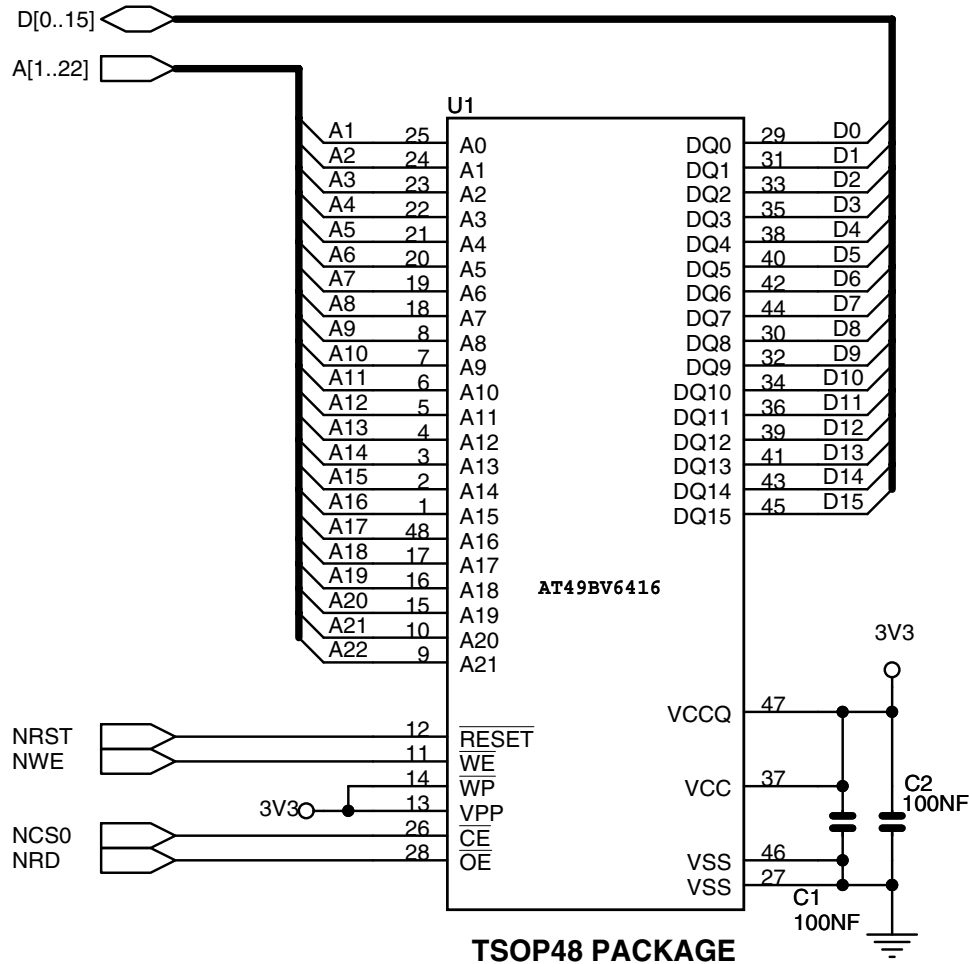 D[0..15]
A[1..22]
U1
A1 25 A0 DQ0 29 D0
A2 24 A1 DQ1 31 D1
A3 23 A2 DQ2 33 D2
A4 22 A3 DQ3 35 D3
A5 21 A4 DQ4 38 D4
A6 20 A5 DQ5 40 D5
A7 19 A6 DQ6 42 D6
A8 18 A7 DQ7 44 D7
A9 8 A8 DQ8 30 D8
A10 7 A9 DQ9 32 D9
A11 6 A10 DQ10 34 D10
A12 5 A11 DQ11 36 D11
A13 4 A12 DQ12 39 D12
A14 3 A13 DQ13 41 D13
A15 2 A14 DQ14 43 D14
A16 1 A15 DQ15 45 D15
A17 48 A16
A18 17 A17
A19 16 A18
AT49BV6416
A20 15 A19
A21 10 A20
A22 9 A21
3V3
VCCQ 47
NRST 12 RESET
NWE 11 WE
14 WP
VCC 37
3V3 13 VPP
C2
100NF
NCS0 26 CE
NRD 28 OE
VSS 46
VSS 27
C1
100NF
TSOP48 PACKAGE